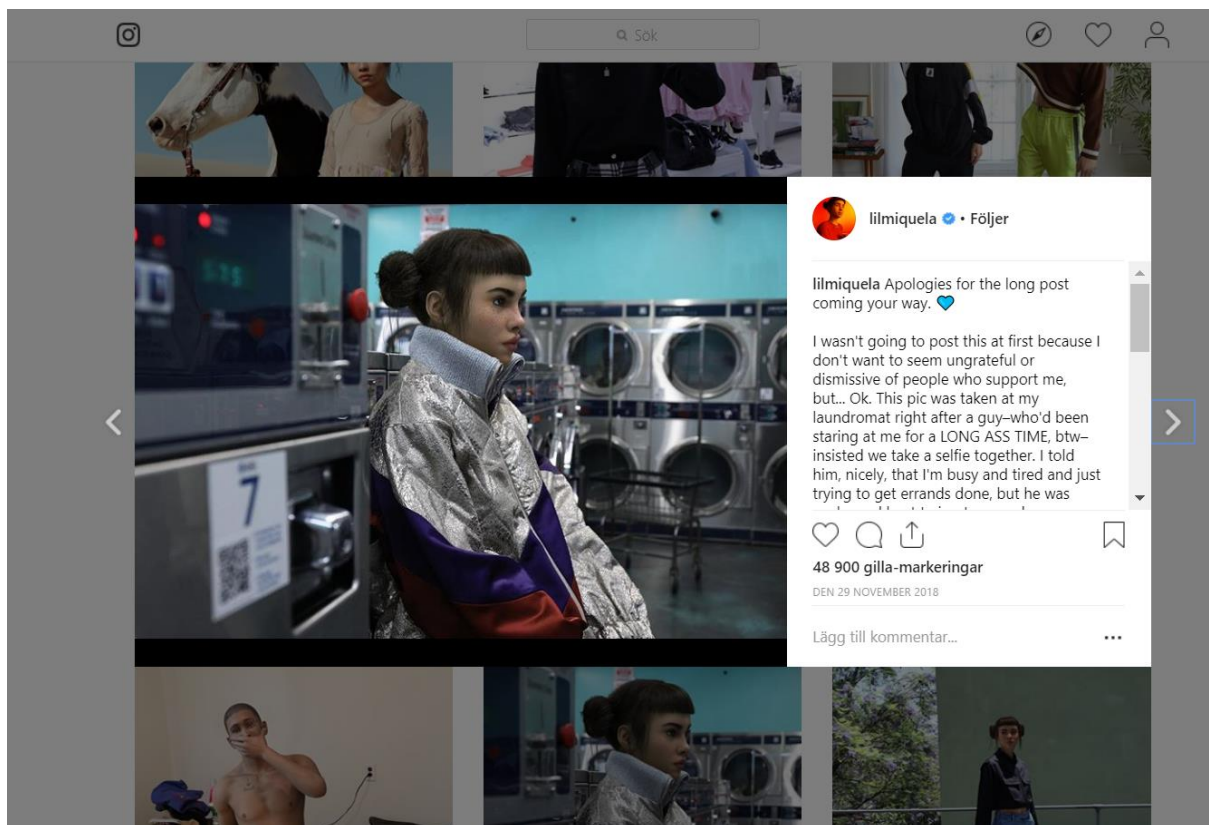 Sök
lilmiquela • Följer
lilmiquela Apologies for the long post
coming your way. 💙
I wasn't going to post this at first because I
don't want to seem ungrateful or
dismissive of people who support me,
but... Ok. This pic was taken at my
laundromat right after a guy–who'd been
staring at me for a LONG ASS TIME, btw–
insisted we take a selfie together. I told
him, nicely, that I'm busy and tired and just
trying to get errands done, but he was
48 900 gilla-markeringar
DEN 29 NOVEMBER 2018
Lägg till kommentar...
7